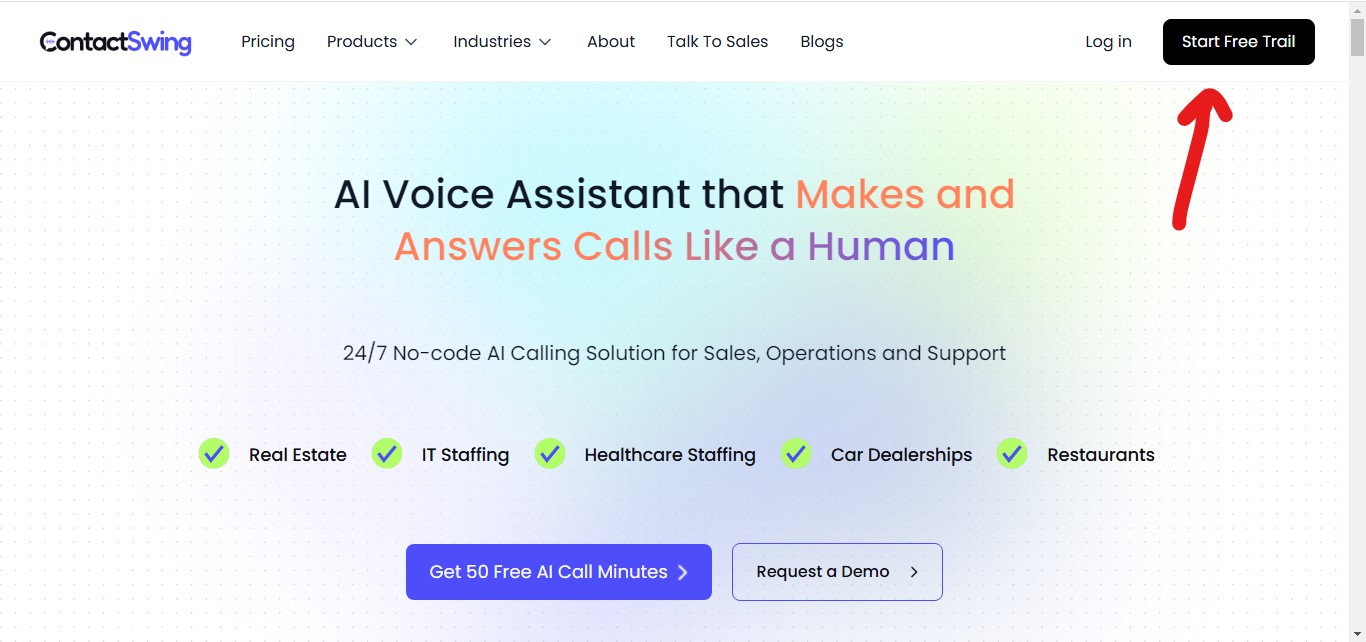 ContactSwing Pricing Products Industries About Talk To Sales Blogs Log in Start Free Trail
AI Voice Assistant that Makes and
Answers Calls Like a Human
24/7 No-code AI Calling Solution for Sales, Operations and Support
Real Estate IT Staffing Healthcare Staffing Car Dealerships Restaurants
Get 50 Free AI Call Minutes Request a Demo